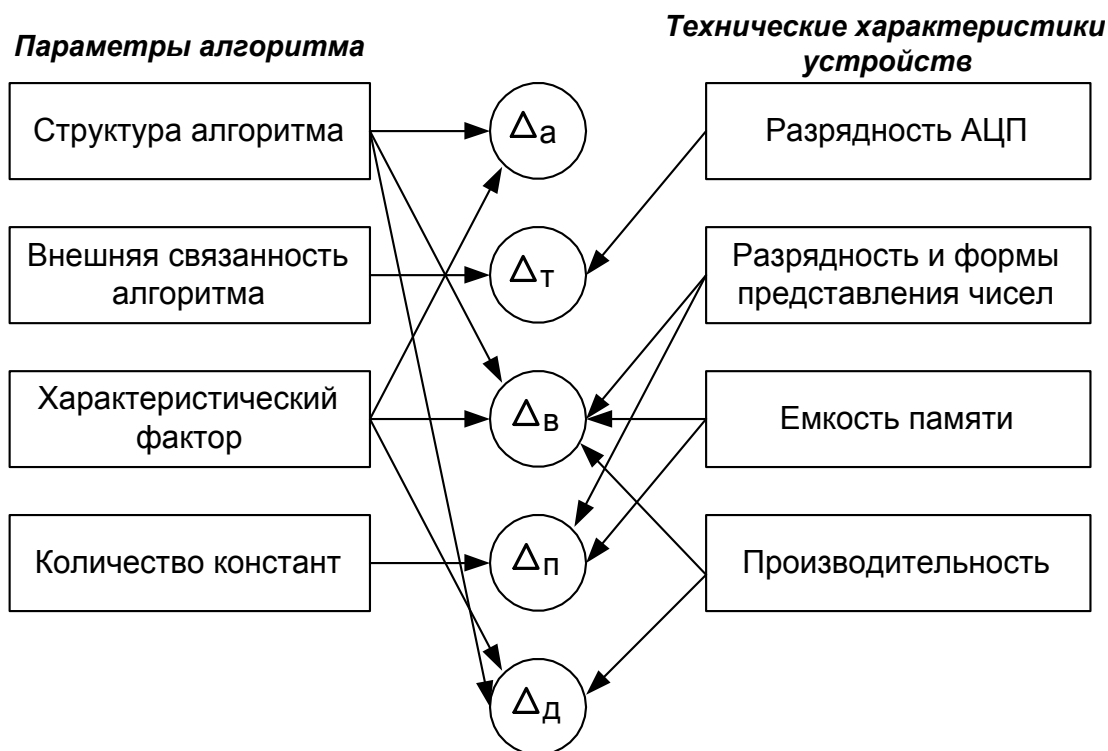 Параметры алгоритма
Технические характеристики
устройств
Структура алгоритма
Δа
Разрядность АЦП
Внешняя связанность
алгоритма
Δт
Разрядность и формы
представления чисел
Характеристический
фактор
Δв
Емкость памяти
Количество констант
Δп
Производительность
Δд